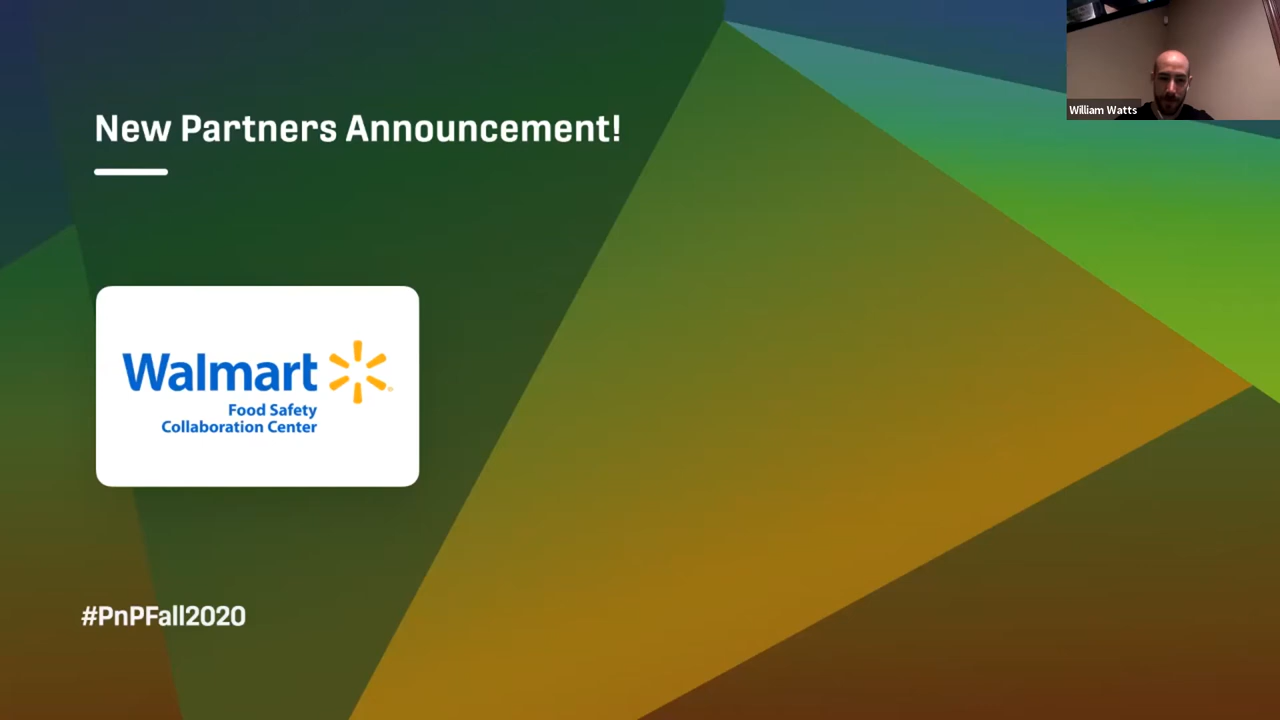 New Partners Announcement!
William Watts
Walmart
Food Safety
Collaboration Center
#PnPFall2020